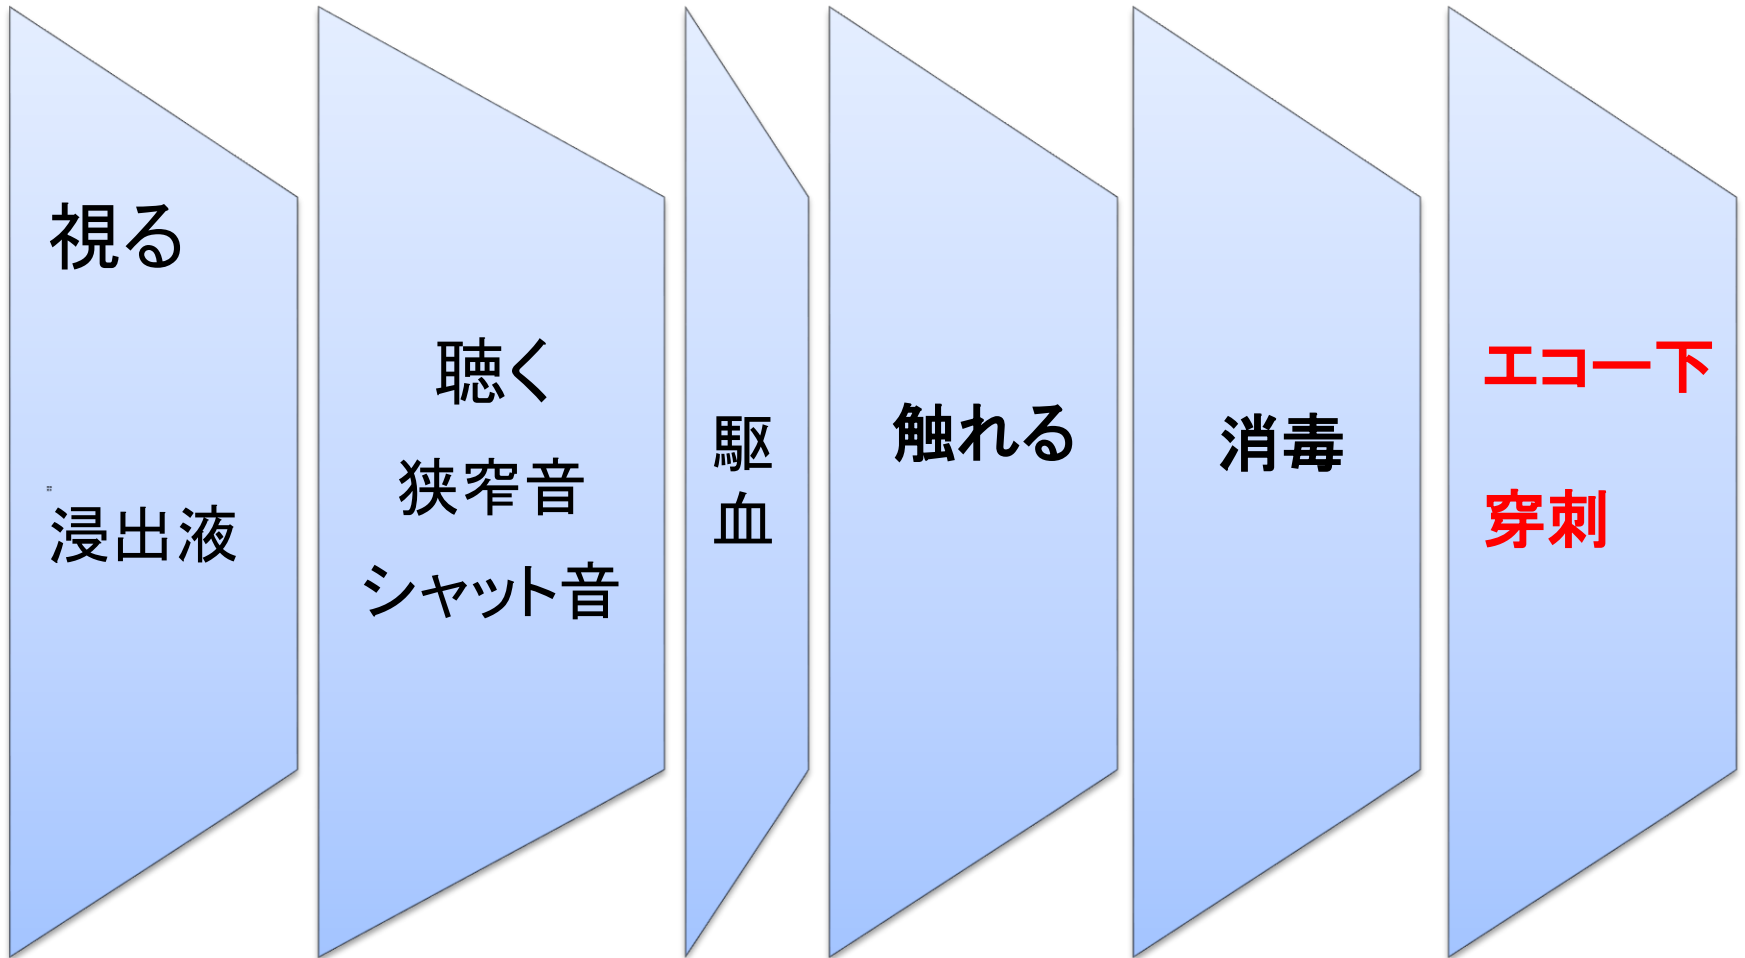 視る
浸出液
聴く
狭窄音
シャット音
駆
血
触れる
消毒
エコー下
穿刺